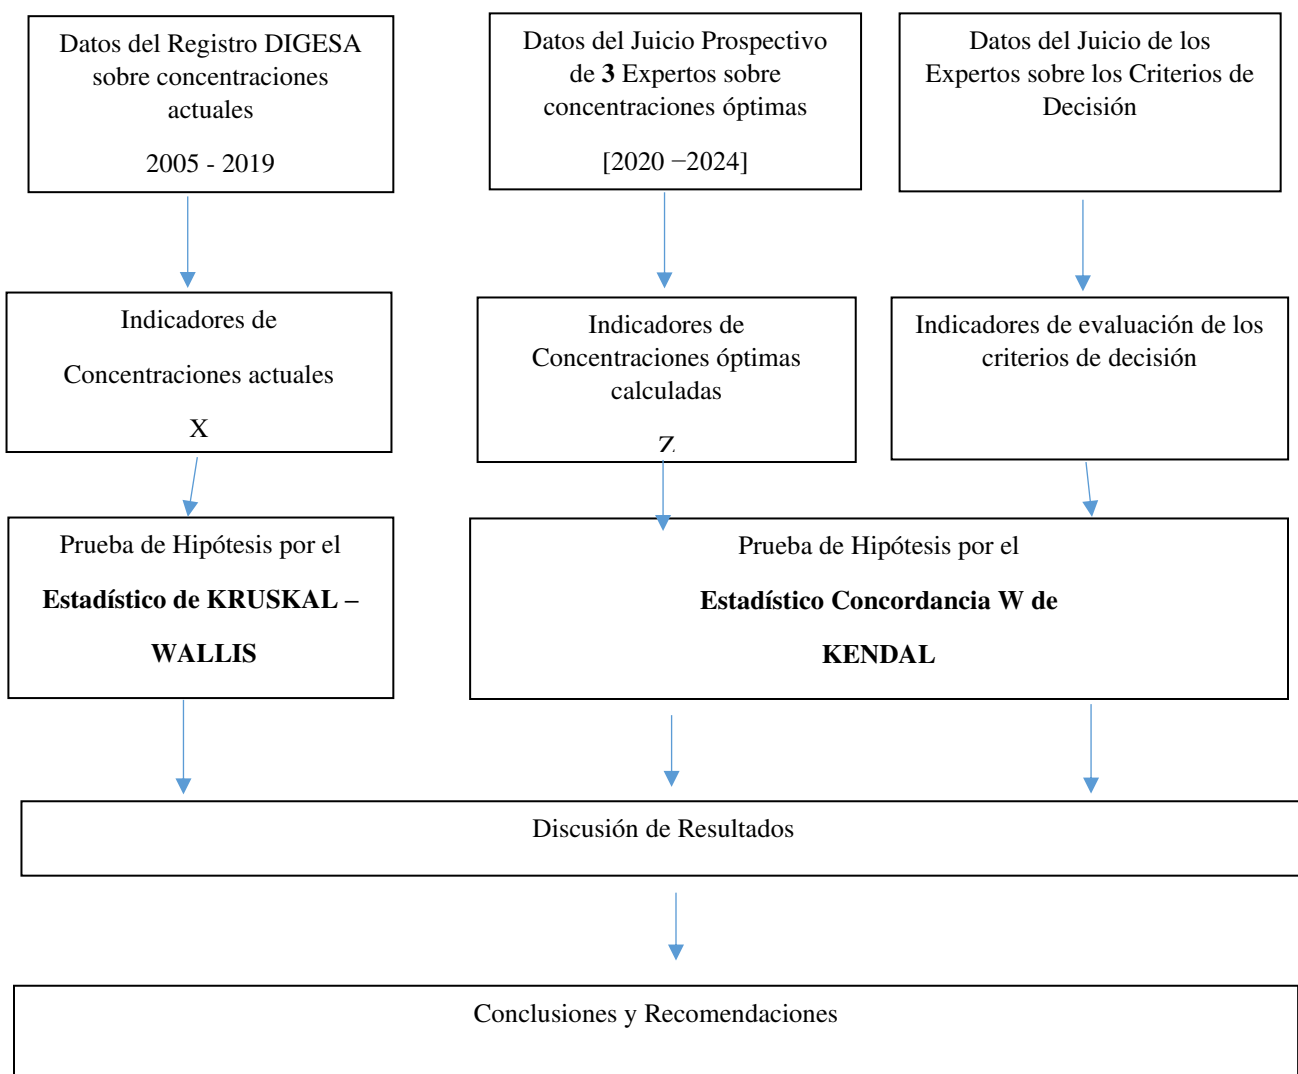 Datos del Registro DIGESA
sobre concentraciones
actuales
2005 - 2019
Datos del Juicio Prospectivo
de 3 Expertos sobre
concentraciones óptimas
[2020 −2024]
Datos del Juicio de los
Expertos sobre los Criterios de
Decisión
Indicadores de
Concentraciones actuales
X
Indicadores de
Concentraciones óptimas
calculadas
Z
Indicadores de evaluación de los
criterios de decisión
Prueba de Hipótesis por el
Estadístico de KRUSKAL –
WALLIS
Prueba de Hipótesis por el
Estadístico Concordancia W de
KENDAL
Discusión de Resultados
Conclusiones y Recomendaciones